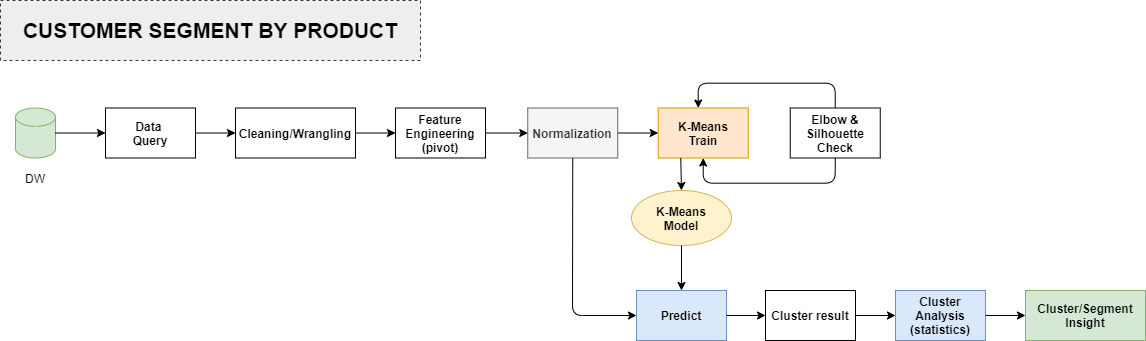 CUSTOMER SEGMENT BY PRODUCT
DW
Data
Query
Cleaning/Wrangling
Feature
Engineering
(pivot)
Normalization
K-Means
Train
Elbow &
Silhouette
Check
K-Means
Model
Predict
Cluster result
Cluster
Analysis
(statistics)
Cluster/Segment
Insight